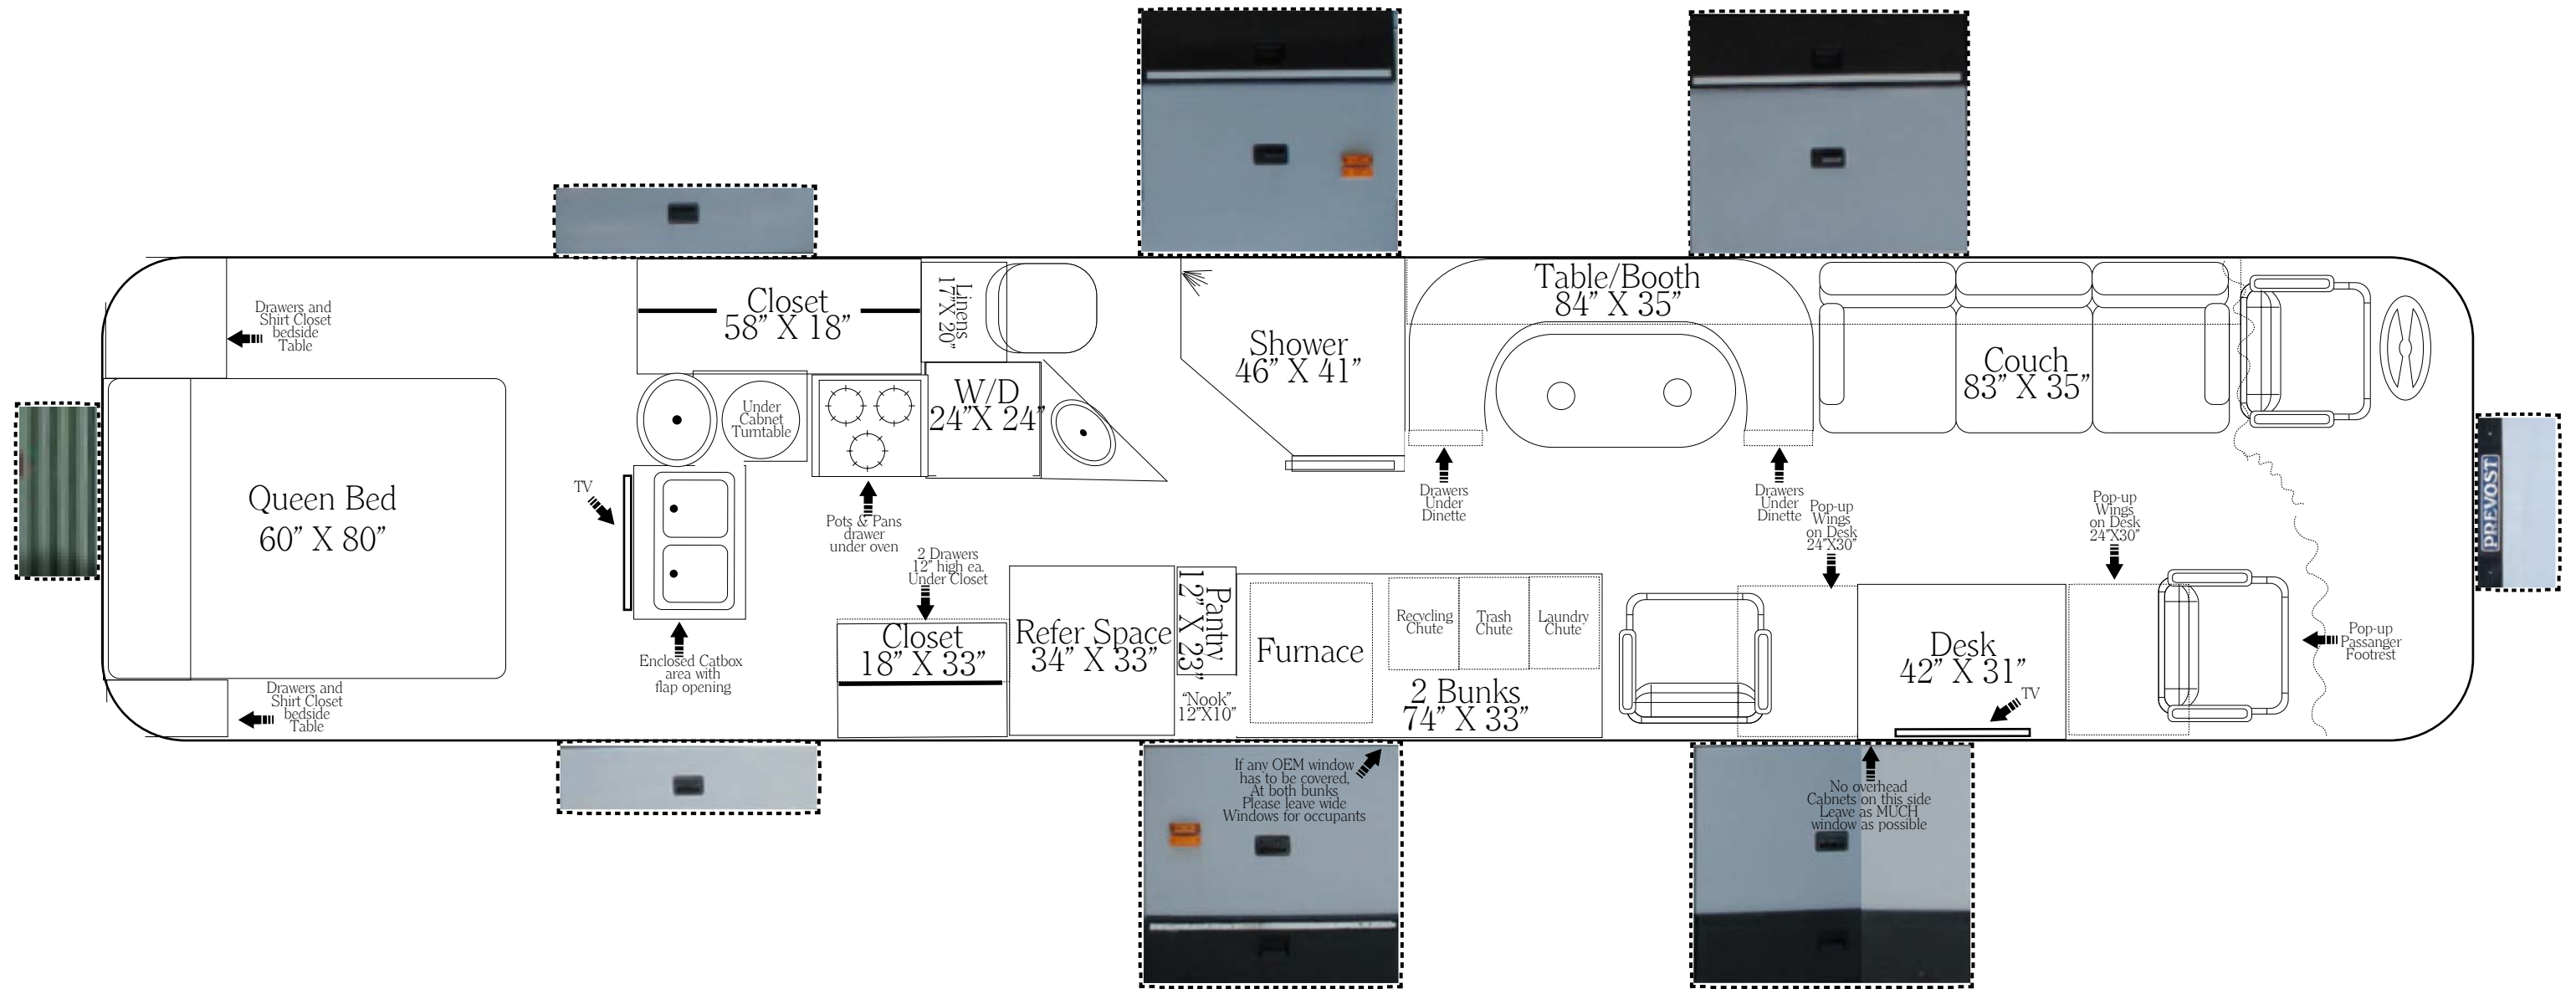 Drawers and
Shirt Closet
bedside
Table
Queen Bed
60” X 80”
Drawers and
Shirt Closet
bedside
Table
Closet
58” X 18”
Linens
17”X 20”
Under
Cabnet
Turntable
W/D
24”X 24”
TV
Pots & Pans
drawer
under oven
Enclosed Catbox
area with
flap opening
2 Drawers
12” high ea.
Under Closet
Closet
18” X 33”
Refer Space
34” X 33”
Pantry
12” X 23”
“Nook”
12”X10”
Shower
46” X 41”
Table/Booth
84” X 35”
Drawers
Under
Dinette
Drawers
Under
Dinette
Couch
83” X 35”
Furnace
Recycling
Chute
Trash
Chute
Laundry
Chute
2 Bunks
74” X 33”
Pop-up
Wings
on Desk
24”X30”
Pop-up
Wings
on Desk
24”X30”
Desk
42” X 31”
TV
Pop-up
Passanger
Footrest
If any OEM window
has to be covered,
At both bunks
Please leave wide
Windows for occupants
No overhead
Cabnets on this side
Leave as MUCH
window as possible
PREVOST